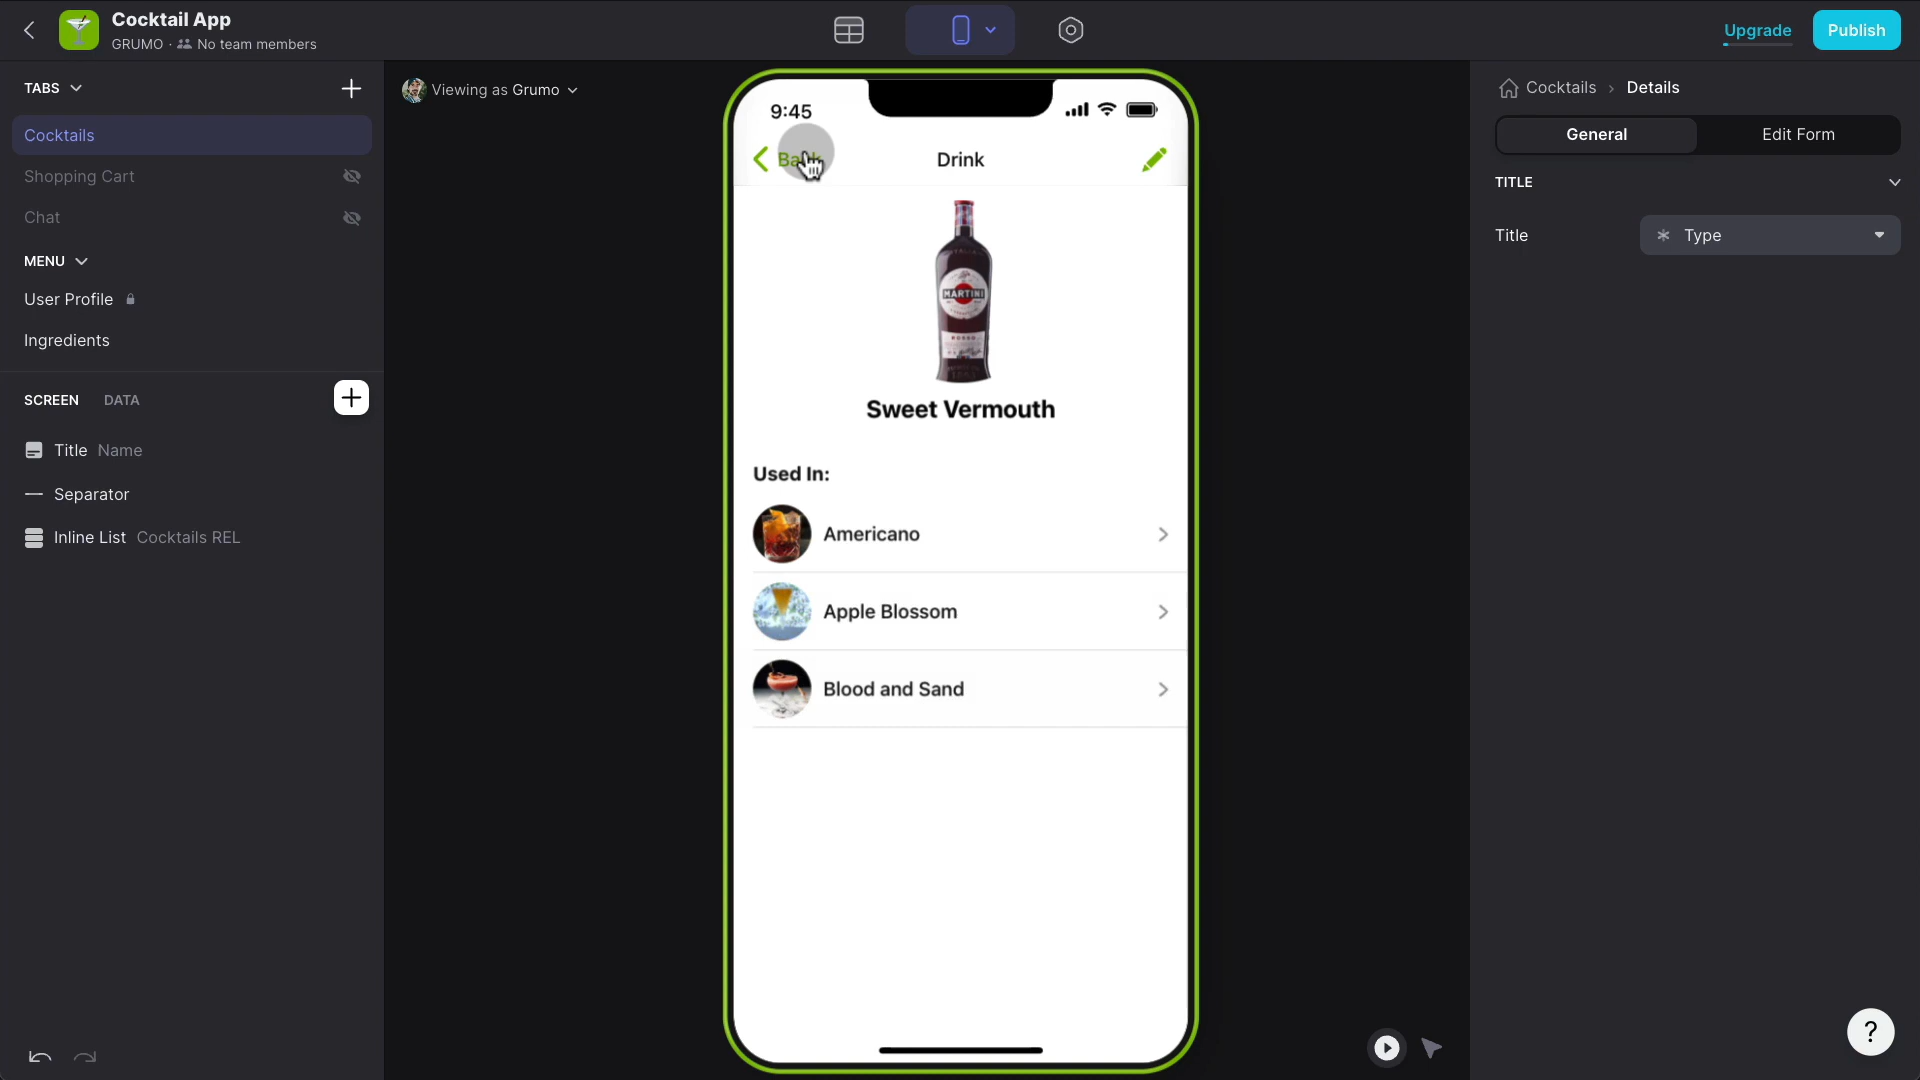 Cocktail App
GRUMO · No team members
Upgrade
Publish
TABS
Cocktails
Shopping Cart
Chat
MENU
User Profile
Ingredients
SCREEN DATA
Title Name
Separator
Inline List Cocktails REL
Viewing as Grumo
9:45
Drink
MARTINI
ROSSO
Sweet Vermouth
Used In:
Americano
Apple Blossom
Blood and Sand
Cocktails › Details
General
Edit Form
TITLE
Title
Type
?